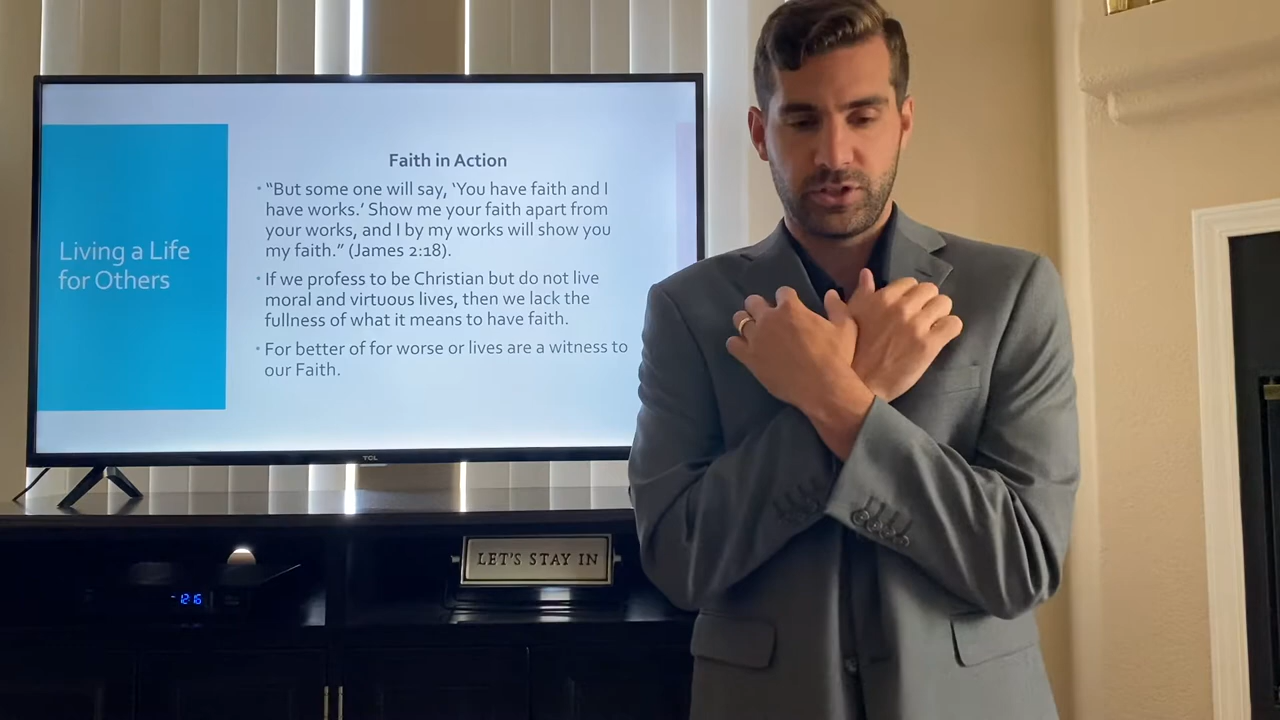 Living a Life
for Others
Faith in Action
• “But some one will say, ‘You have faith and I
have works.’ Show me your faith apart from
your works, and I by my works will show you
my faith.” (James 2:18).
• If we profess to be Christian but do not live
moral and virtuous lives, then we lack the
fullness of what it means to have faith.
• For better of for worse or lives are a witness to
our Faith.
TCL
LET'S STAY IN
12:16